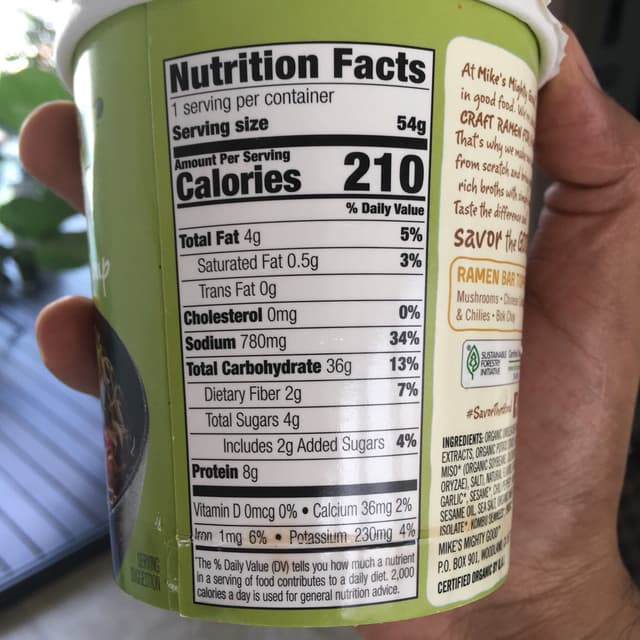 Nutrition Facts
1 serving per container
Serving size 54g
Amount Per Serving
Calories 210
% Daily Value
Total Fat 4g 5%
Saturated Fat 0.5g 3%
Trans Fat 0g
Cholesterol 0mg 0%
Sodium 780mg 34%
Total Carbohydrate 36g 13%
Dietary Fiber 2g 7%
Total Sugars 4g
Includes 2g Added Sugars 4%
Protein 8g
Vitamin D 0mcg 0% • Calcium 36mg 2%
Iron 1mg 6% • Potassium 230mg 4%
*The % Daily Value (DV) tells you how much a nutrient
in a serving of food contributes to a daily diet. 2,000
calories a day is used for general nutrition advice.
SERVING
SUGGESTION
At Mike's Mighty
in good food.
CRAFT RAMEN
That's why we
from scratch and
rich broths with
Taste the difference
savor the
RAMEN BAR
Mushrooms •
& Chilies • Bok Choy
SUSTAINABLE
FORESTRY
INITIATIVE
INGREDIENTS: ORGANIC
EXTRACTS, ORGANIC
MISO* (ORGANIC
ORYZAE), SALT), NATURAL
GARLIC*, SESAME
SESAME OIL, SEA SALT
ISOLATE*, KOMBU
MIKE'S MIGHTY GOOD
P.O. BOX 901,
CERTIFIED ORGANIC BY